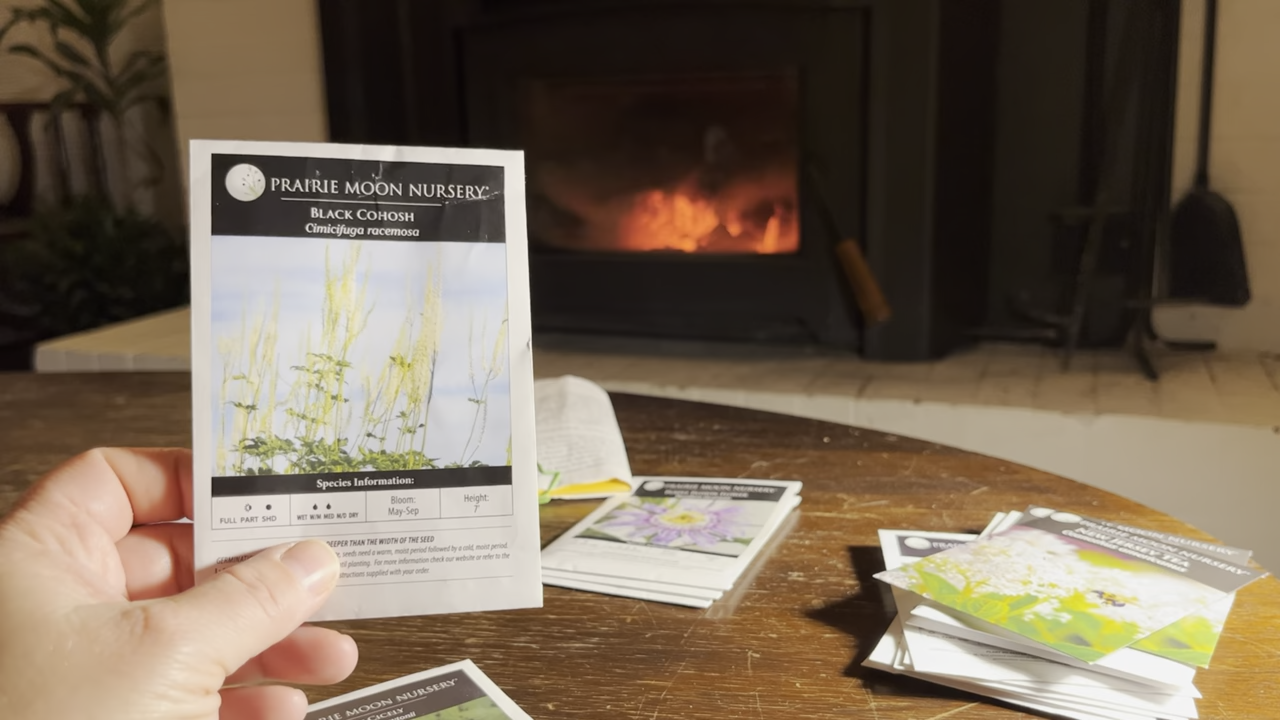 PRAIRIE MOON NURSERY
BLACK COHOSH
Cimicifuga racemosa
Species Information:
FULL PART SHD
WET W/M MED M/D DRY
Bloom:
May-Sep
Height:
7'
DEEPER THAN THE WIDTH OF THE SEED
seeds need a warm, moist period followed by a cold, moist period.
planting. For more information check our website or refer to the
instructions supplied with your order.
PRAIRIE MOON NURSERY
PRAIRIE MOON NURSERY
NEW JERSEY TEA
PRAIRIE MOON NURSERY
CICELY